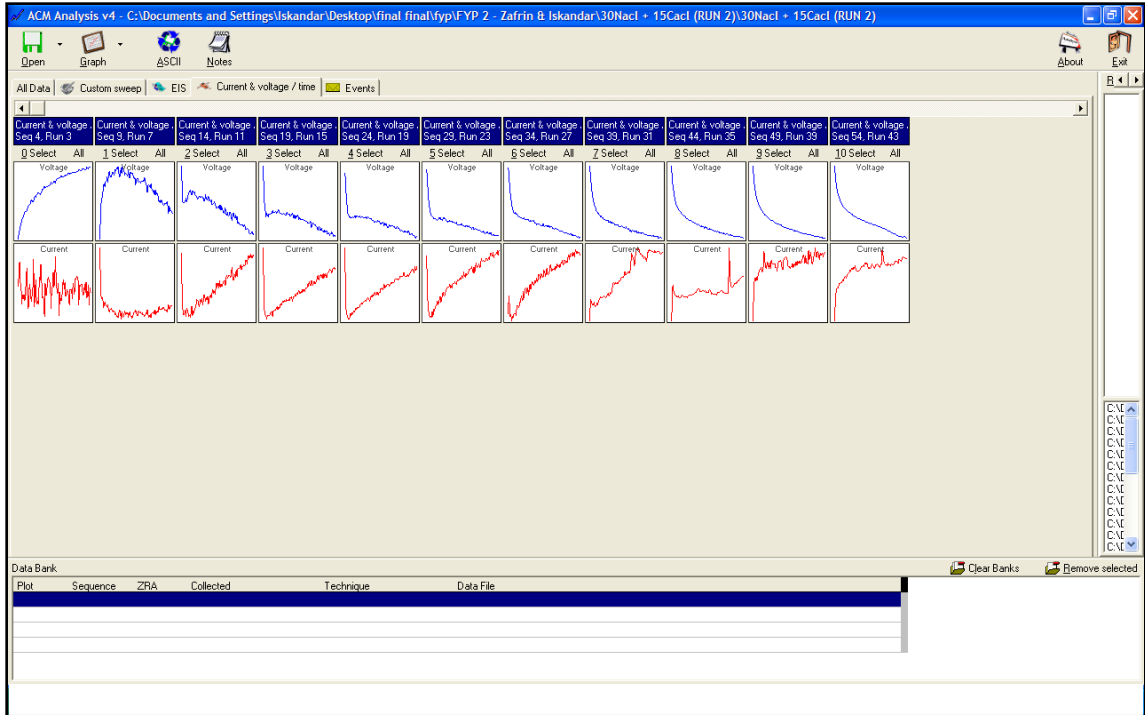 ACM Analysis v4 - C:\Documents and Settings\Iskandar\Desktop\final final\fyp\FYP 2 - Zafrin & Iskandar\30Nacl + 15Cacl (RUN 2)\30Nacl + 15Cacl (RUN 2)
Open Graph ASCII Notes About Exit
All Data Custom sweep EIS Current & voltage / time Events R
Current & voltage . Current & voltage . Current & voltage . Current & voltage . Current & voltage . Current & voltage . Current & voltage . Current & voltage . Current & voltage . Current & voltage . Current & voltage .
Seq 4, Run 3 Seq 9, Run 7 Seq 14, Run 11 Seq 19, Run 15 Seq 24, Run 19 Seq 29, Run 23 Seq 34, Run 27 Seq 39, Run 31 Seq 44, Run 35 Seq 49, Run 39 Seq 54, Run 43
0 Select All 1 Select All 2 Select All 3 Select All 4 Select All 5 Select All 6 Select All 7 Select All 8 Select All 9 Select All 10 Select All
Voltage Voltage Voltage Voltage Voltage Voltage Voltage Voltage Voltage Voltage Voltage
Current Current Current Current Current Current Current Current Current Current Current
C:\D
C:\D
C:\D
C:\D
C:\D
C:\D
C:\D
C:\D
C:\D
C:\D
C:\D
C:\D
C:\D
Data Bank Clear Banks Remove selected
Plot Sequence ZRA Collected Technique Data File